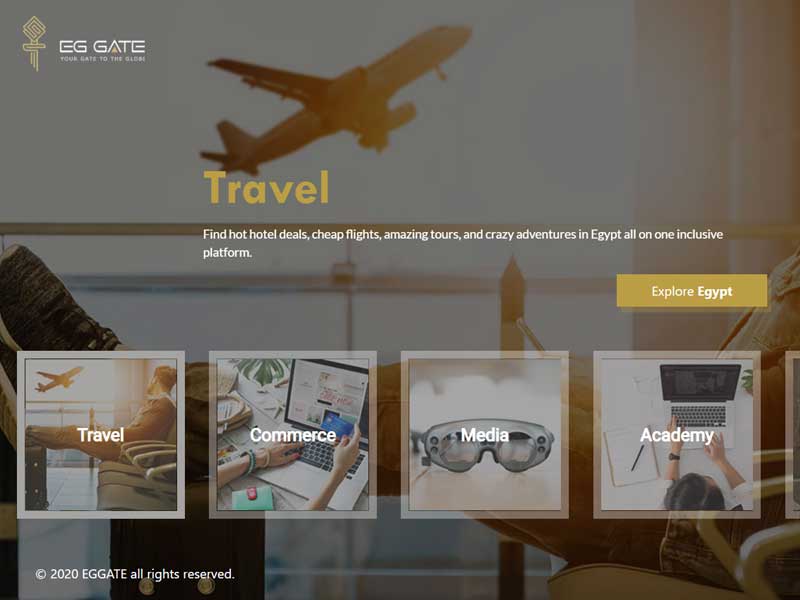 EG GATE
YOUR GATE TO THE GLOBE
Travel
Find hot hotel deals, cheap flights, amazing tours, and crazy adventures in Egypt all on one inclusive
platform.
Explore Egypt
Travel
Commerce
Media
Academy
© 2020 EGGATE all rights reserved.